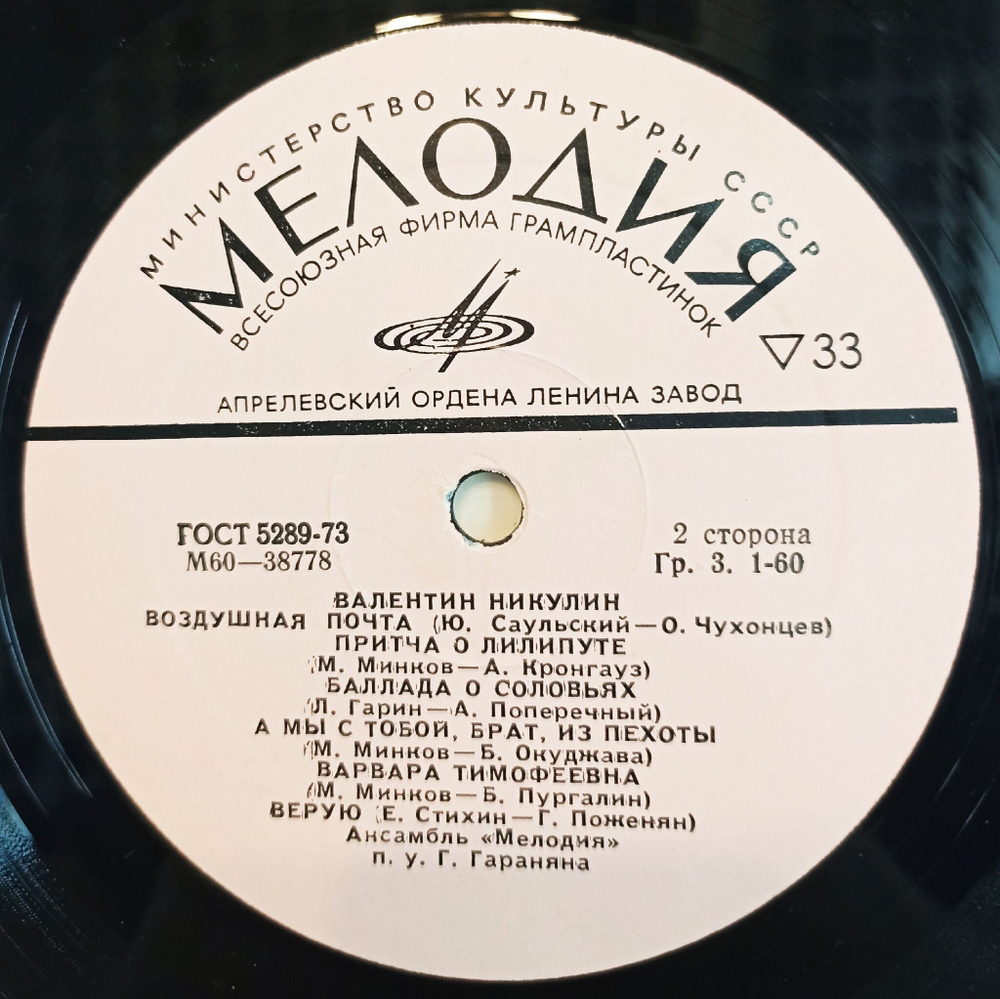 МИНИСТЕРСТВО КУЛЬТУРЫ СССР
МЕЛОДИЯ
ВСЕСОЮЗНАЯ ФИРМА ГРАМПЛАСТИНОК
▽33
АПРЕЛЕВСКИЙ ОРДЕНА ЛЕНИНА ЗАВОД
ГОСТ 5289-73
2 сторона
М60—38778
Гр. 3. 1-60
ВАЛЕНТИН НИКУЛИН
ВОЗДУШНАЯ ПОЧТА (Ю. Саульский—О. Чухонцев)
ПРИТЧА О ЛИЛИПУТЕ
(М. Минков—А. Кронгауз)
БАЛЛАДА О СОЛОВЬЯХ
(Л. Гарин—А. Поперечный)
А МЫ С ТОБОЙ, БРАТ, ИЗ ПЕХОТЫ
(М. Минков—Б. Окуджава)
ВАРВАРА ТИМОФЕЕВНА
(М. Минков—Б. Пургалин)
ВЕРУЮ (Е. Стихин—Г. Поженян)
Ансамбль «Мелодия»
п. у. Г. Гараняна